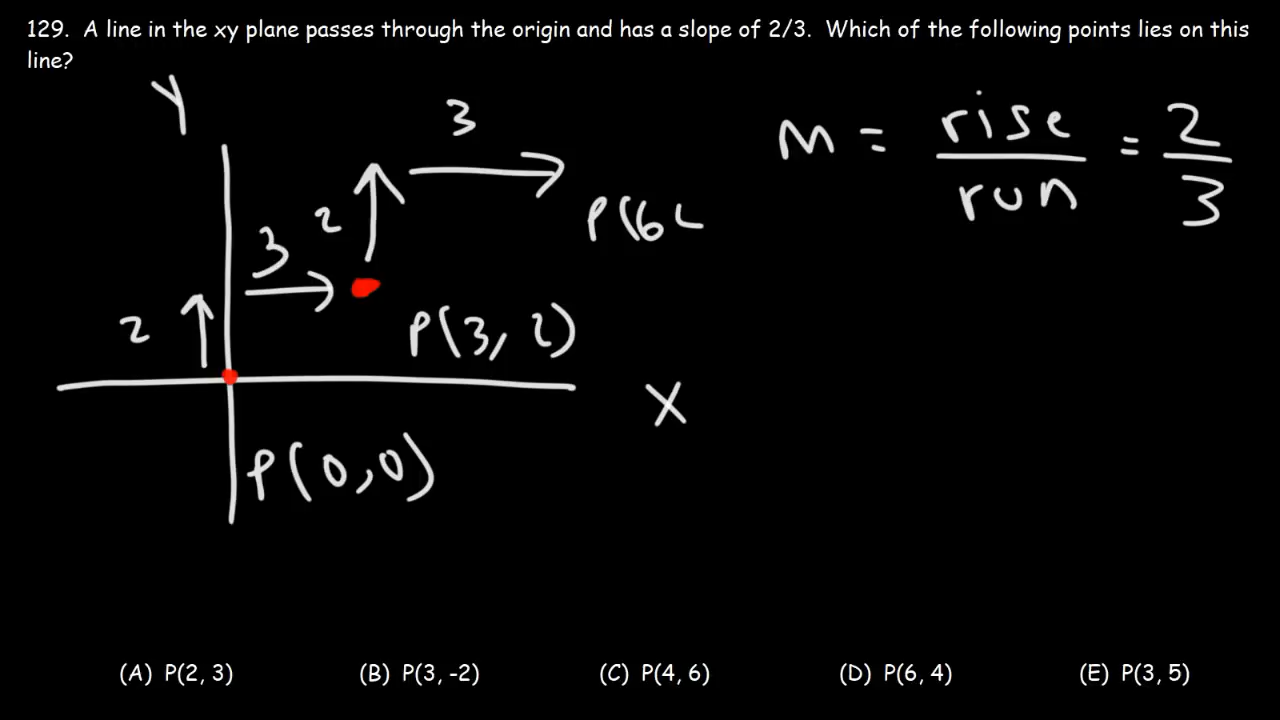 129. A line in the xy plane passes through the origin and has a slope of 2/3. Which of the following points lies on this
line?
Y
3
m = rise/run = 2/3
2
P(6
3
2
P(3, 2)
X
P(0,0)
(A) P(2, 3) (B) P(3, -2) (C) P(4, 6) (D) P(6, 4) (E) P(3, 5)